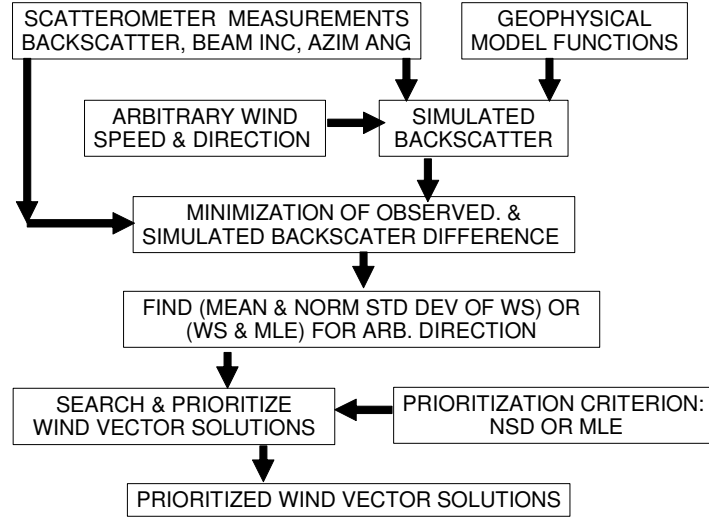 SCATTEROMETER MEASUREMENTS
BACKSCATTER, BEAM INC, AZIM ANG
GEOPHYSICAL
MODEL FUNCTIONS
ARBITRARY WIND
SPEED & DIRECTION
SIMULATED
BACKSCATTER
MINIMIZATION OF OBSERVED. &
SIMULATED BACKSCATER DIFFERENCE
FIND (MEAN & NORM STD DEV OF WS) OR
(WS & MLE) FOR ARB. DIRECTION
SEARCH & PRIORITIZE
WIND VECTOR SOLUTIONS
PRIORITIZATION CRITERION:
NSD OR MLE
PRIORITIZED WIND VECTOR SOLUTIONS